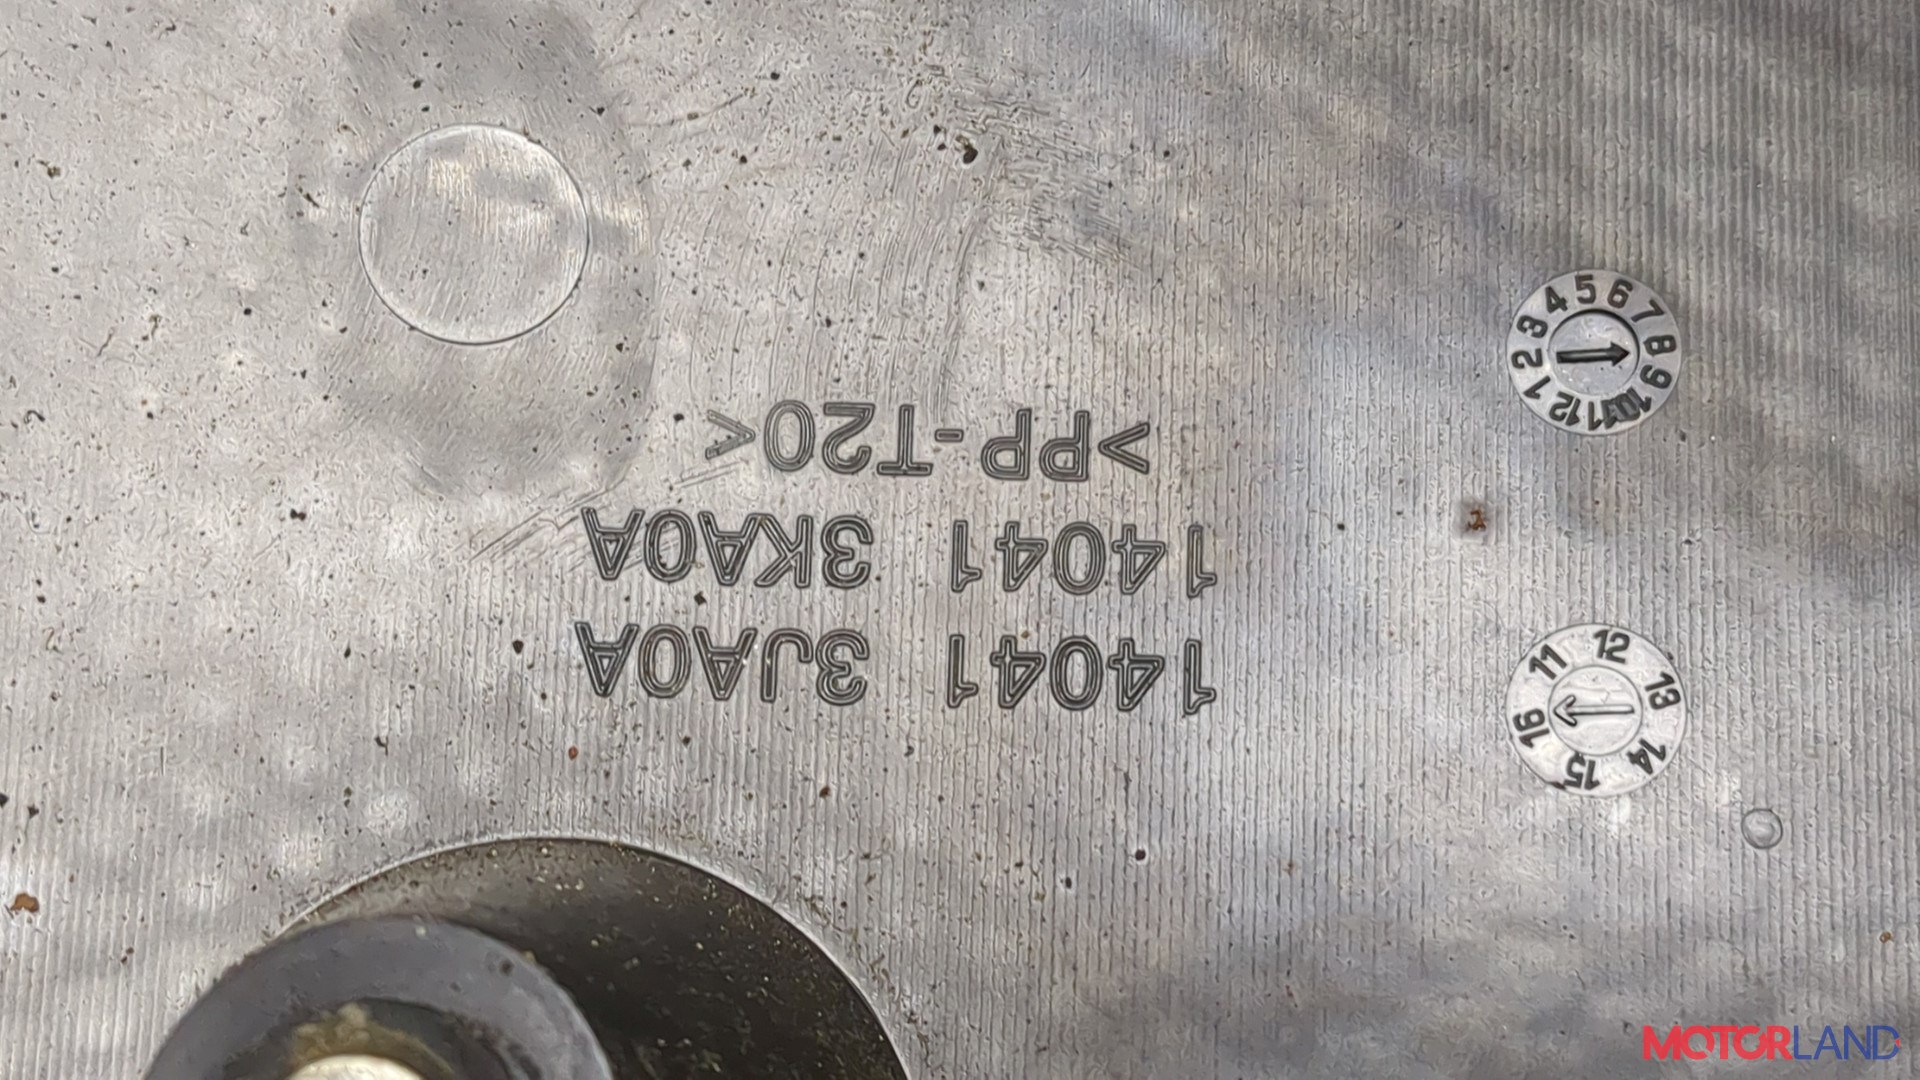 14041 3JA0A
14041 3KA0A
>PP-T20<
1 2 3 4 5 6 7 8 9 10 11 12
11 12 13 14 15 16
MOTORLAND